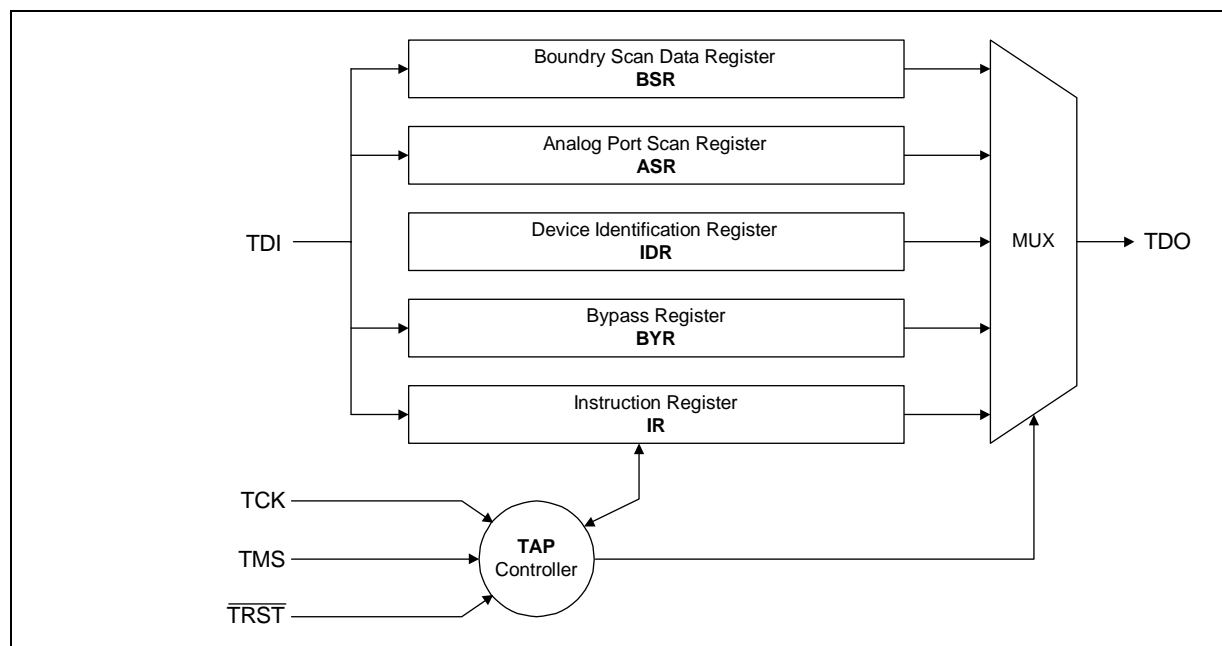 Boundry Scan Data Register
BSR
Analog Port Scan Register
ASR
Device Identification Register
IDR
Bypass Register
BYR
Instruction Register
IR
TDI
MUX
TDO
TCK
TMS
TRST
TAP
Controller